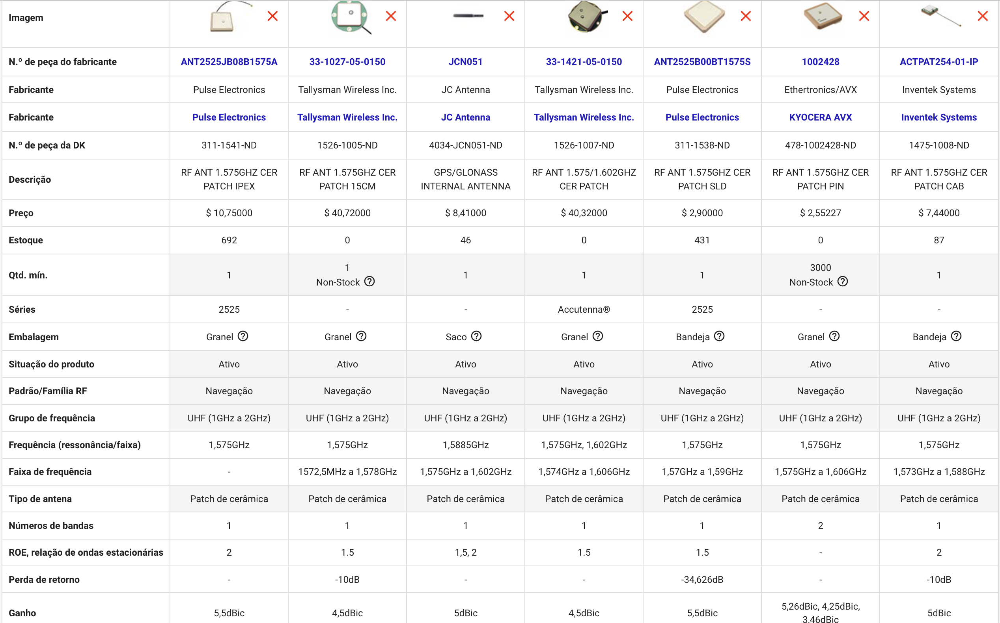 Imagem
N.º de peça do fabricante ANT2525JB08B1575A 33-1027-05-0150 JCN051 33-1421-05-0150 ANT2525B00BT1575S 1002428 ACTPAT254-01-IP
Fabricante Pulse Electronics Tallysman Wireless Inc. JC Antenna Tallysman Wireless Inc. Pulse Electronics Ethertronics/AVX Inventek Systems
Fabricante Pulse Electronics Tallysman Wireless Inc. JC Antenna Tallysman Wireless Inc. Pulse Electronics KYOCERA AVX Inventek Systems
N.º de peça da DK 311-1541-ND 1526-1005-ND 4034-JCN051-ND 1526-1007-ND 311-1538-ND 478-1002428-ND 1475-1008-ND
Descrição RF ANT 1.575GHZ CER PATCH IPEX RF ANT 1.575GHZ CER PATCH 15CM GPS/GLONASS INTERNAL ANTENNA RF ANT 1.575/1.602GHZ CER PATCH RF ANT 1.575GHZ CER PATCH SLD RF ANT 1.575GHZ CER PATCH PIN RF ANT 1.575GHZ CER PATCH CAB
Preço $ 10,75000 $ 40,72000 $ 8,41000 $ 40,32000 $ 2,90000 $ 2,55227 $ 7,44000
Estoque 692 0 46 0 431 0 87
Qtd. mín. 1 1 Non-Stock ? 1 1 1 3000 Non-Stock ? 1
Séries 2525 - - Accutenna® 2525 - -
Embalagem Granel ? Granel ? Saco ? Granel ? Bandeja ? Granel ? Bandeja ?
Situação do produto Ativo Ativo Ativo Ativo Ativo Ativo Ativo
Padrão/Família RF Navegação Navegação Navegação Navegação Navegação Navegação Navegação
Grupo de frequência UHF (1GHz a 2GHz) UHF (1GHz a 2GHz) UHF (1GHz a 2GHz) UHF (1GHz a 2GHz) UHF (1GHz a 2GHz) UHF (1GHz a 2GHz) UHF (1GHz a 2GHz)
Frequência (ressonância/faixa) 1,575GHz 1,575GHz 1,5885GHz 1,575GHz, 1,602GHz 1,575GHz 1,575GHz 1,575GHz
Faixa de frequência - 1572,5MHz a 1,578GHz 1,575GHz a 1,602GHz 1,574GHz a 1,606GHz 1,57GHz a 1,59GHz 1,575GHz a 1,606GHz 1,573GHz a 1,588GHz
Tipo de antena Patch de cerâmica Patch de cerâmica Patch de cerâmica Patch de cerâmica Patch de cerâmica Patch de cerâmica Patch de cerâmica
Números de bandas 1 1 1 1 1 2 1
ROE, relação de ondas estacionárias 2 1.5 1,5, 2 1.5 1.5 - 2
Perda de retorno - -10dB - - -34,626dB - -10dB
Ganho 5,5dBic 4,5dBic 5dBic 4,5dBic 5,5dBic 5,26dBic, 4,25dBic, 3,46dBic 5dBic